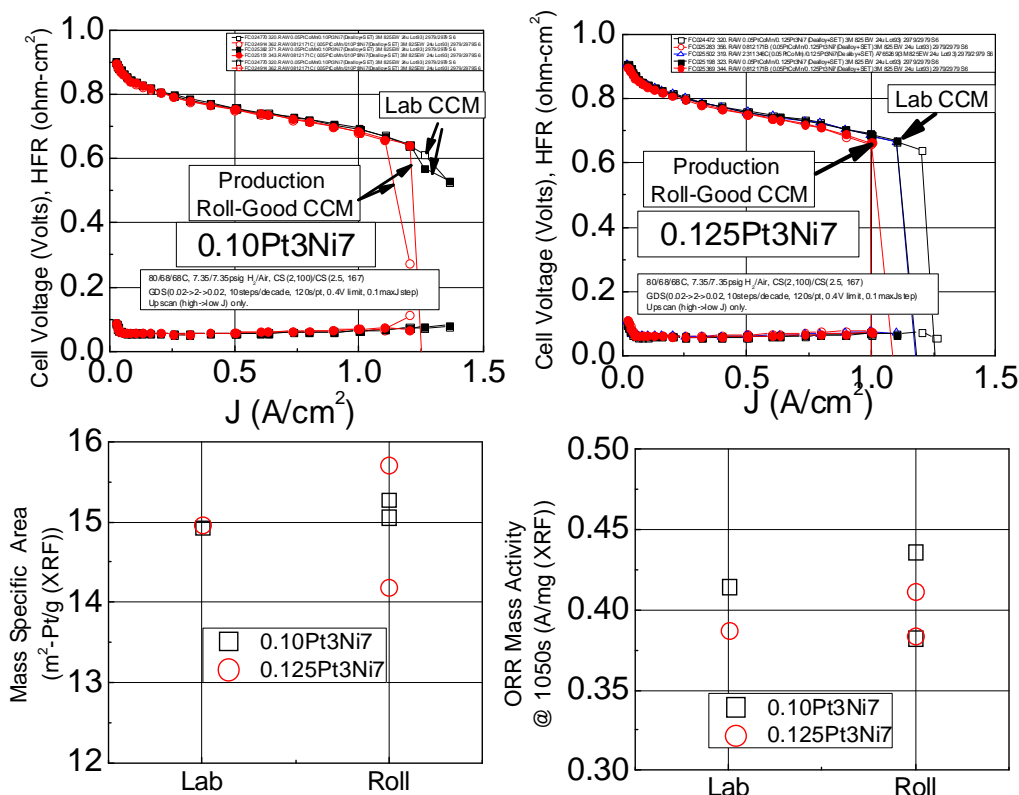 Cell Voltage (Volts), HFR (ohm-cm²)
1.0
0.8
0.6
0.4
0.2
0.0
Lab CCM
Production
Roll-Good CCM
0.10Pt3Ni7
80/68/68C, 7.35/7.35psig H₂/Air, CS(2,100)/CS(2.5, 167)
GDS(0.02->2->0.02, 10steps/decade, 120s/pt, 0.4V limit, 0.1maxJstep)
Upscan (high->low J) only.
0.0
0.5
1.0
1.5
J (A/cm²)
Cell Voltage (Volts), HFR (ohm-cm²)
1.0
0.8
0.6
0.4
0.2
0.0
Lab CCM
Production
Roll-Good CCM
0.125Pt3Ni7
80/68/68C, 7.35/7.35psig H₂/Air, CS(2,100)/CS(2.5, 167)
GDS(0.02->2->0.02, 10steps/decade, 120s/pt, 0.4V limit, 0.1maxJstep)
Upscan (high->low J) only.
0.0
0.5
1.0
1.5
J (A/cm²)
Mass Specific Area
(m²-Pt/g (XRF))
16
15
14
13
12
0.10Pt3Ni7
0.125Pt3Ni7
Lab
Roll
ORR Mass Activity
@ 1050s (A/mg (XRF))
0.50
0.45
0.40
0.35
0.30
0.10Pt3Ni7
0.125Pt3Ni7
Lab
Roll